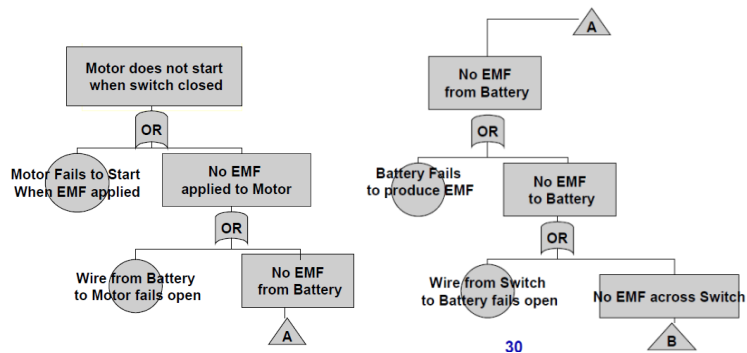 Motor does not start
when switch closed
OR
Motor Fails to Start
When EMF applied
No EMF
applied to Motor
OR
Wire from Battery
to Motor fails open
No EMF
from Battery
A
A
No EMF
from Battery
OR
Battery Fails
to produce EMF
No EMF
to Battery
OR
Wire from Switch
to Battery fails open
No EMF across Switch
B
30